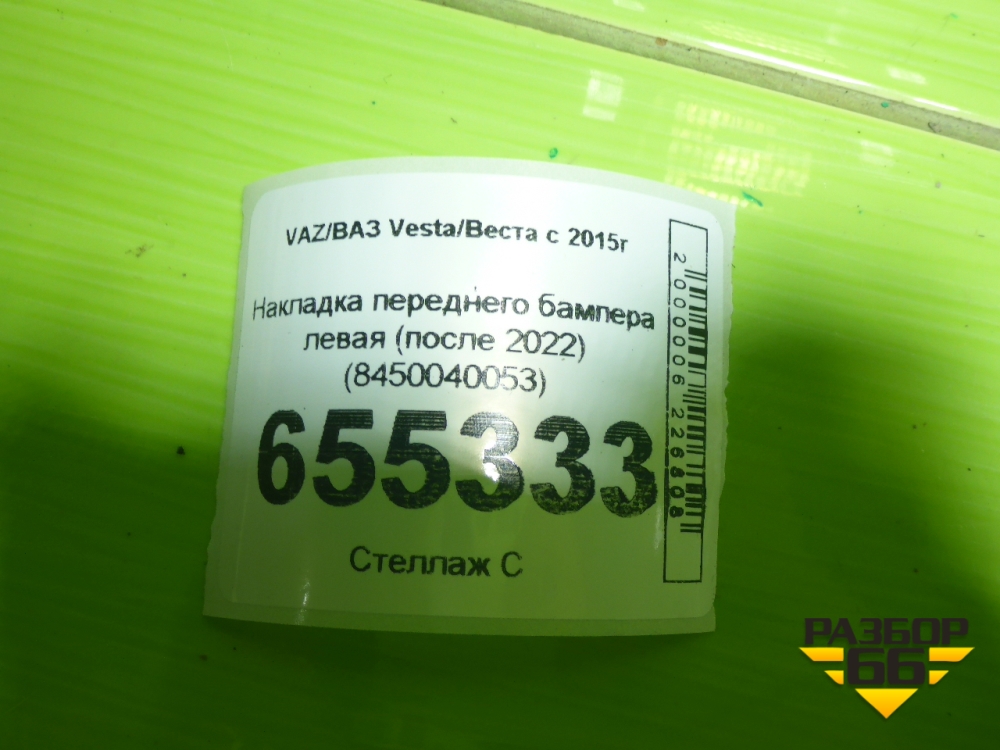 VAZ/ВАЗ Vesta/Веста с 2015г
Накладка переднего бампера
левая (после 2022)
(8450040053)
655333
Стеллаж С
2000006226808
РАЗБОР
66